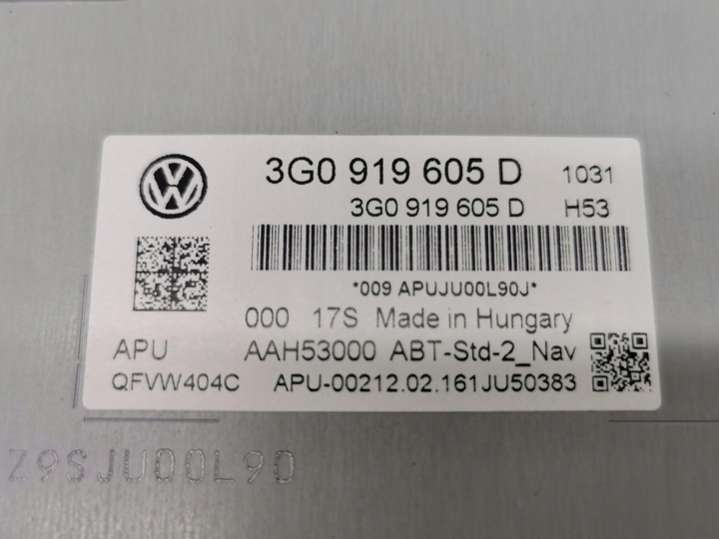 3G0 919 605 D 1031
3G0 919 605 D H53
*009 APUJU00L90J*
000 17S Made in Hungary
APU AAH53000 ABT-Std-2_Nav
QFVW404C APU-00212.02.161JU50383
Z9SJU00L90